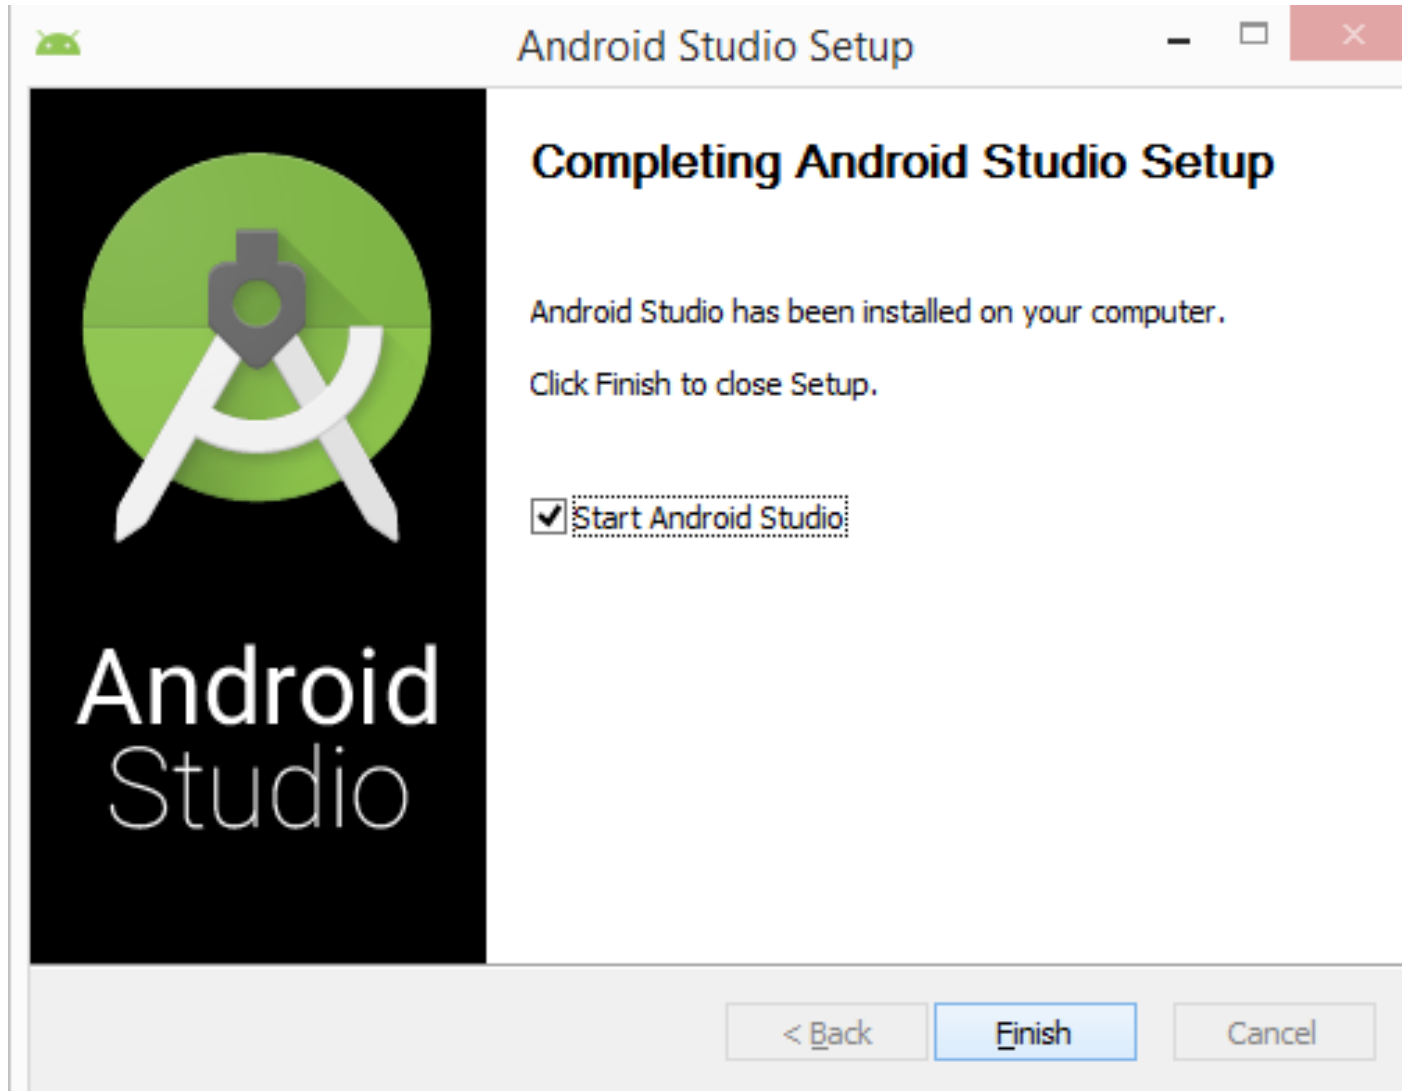 Android Studio Setup
Completing Android Studio Setup
Android Studio has been installed on your computer.
Click Finish to close Setup.
Start Android Studio
Android
Studio
< Back
Finish
Cancel